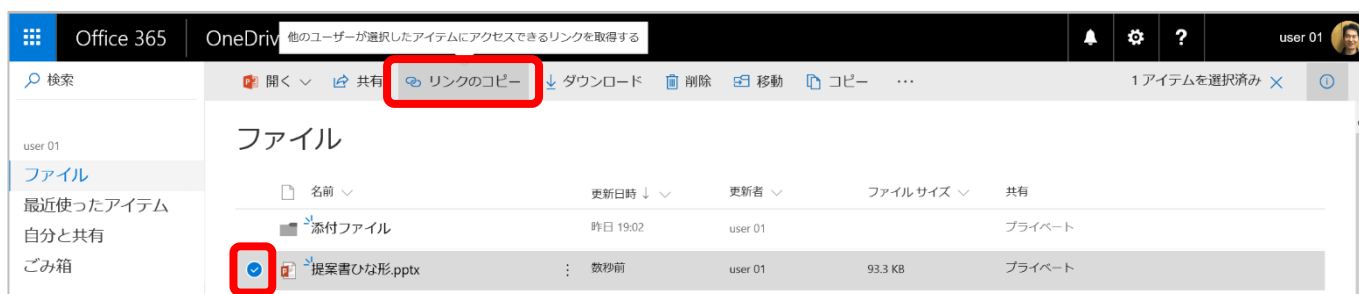 他のユーザーが選択したアイテムにアクセスできるリンクを取得する
Office 365 OneDriv ? user 01
検索 開く 共有 リンクのコピー ダウンロード 削除 移動 コピー … 1 アイテムを選択済み ×
user 01
ファイル
最近使ったアイテム
自分と共有
ごみ箱
ファイル
名前 更新日時 ↓ 更新者 ファイル サイズ 共有
添付ファイル 昨日 19:02 user 01 プライベート
提案書ひな形.pptx 数秒前 user 01 93.3 KB プライベート